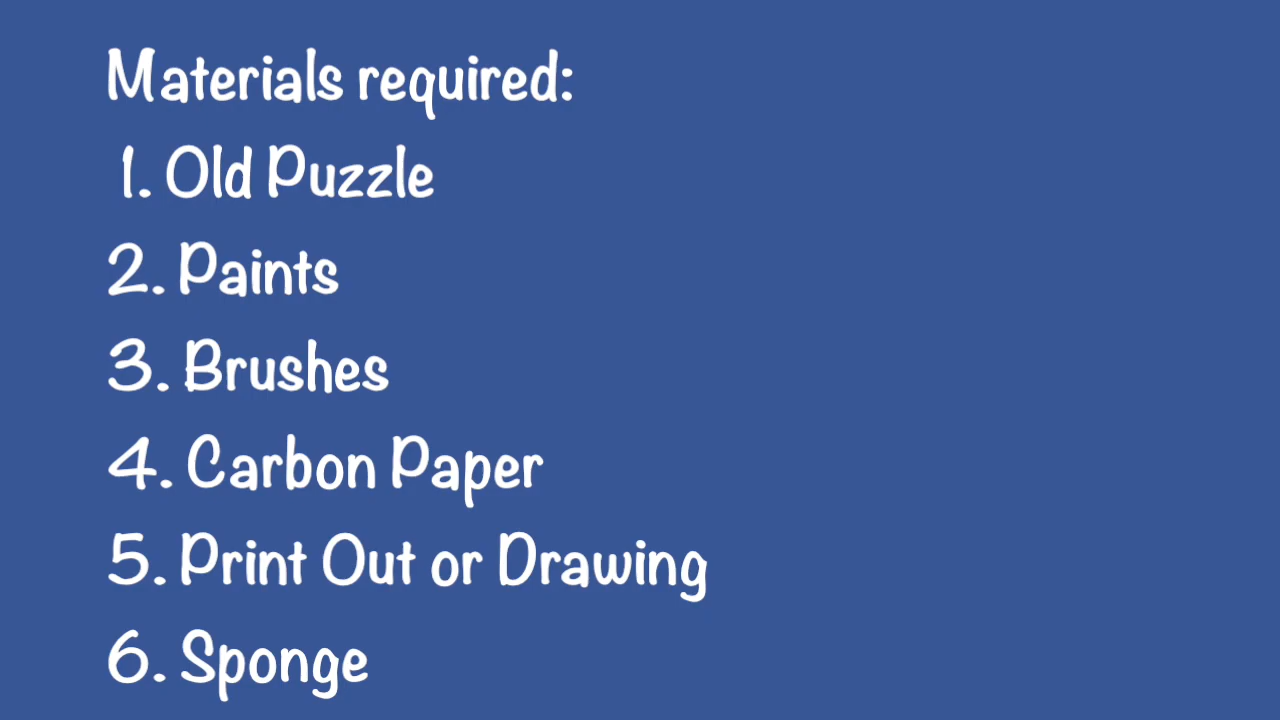 Materials required:
1. Old Puzzle
2. Paints
3. Brushes
4. Carbon Paper
5. Print Out or Drawing
6. Sponge